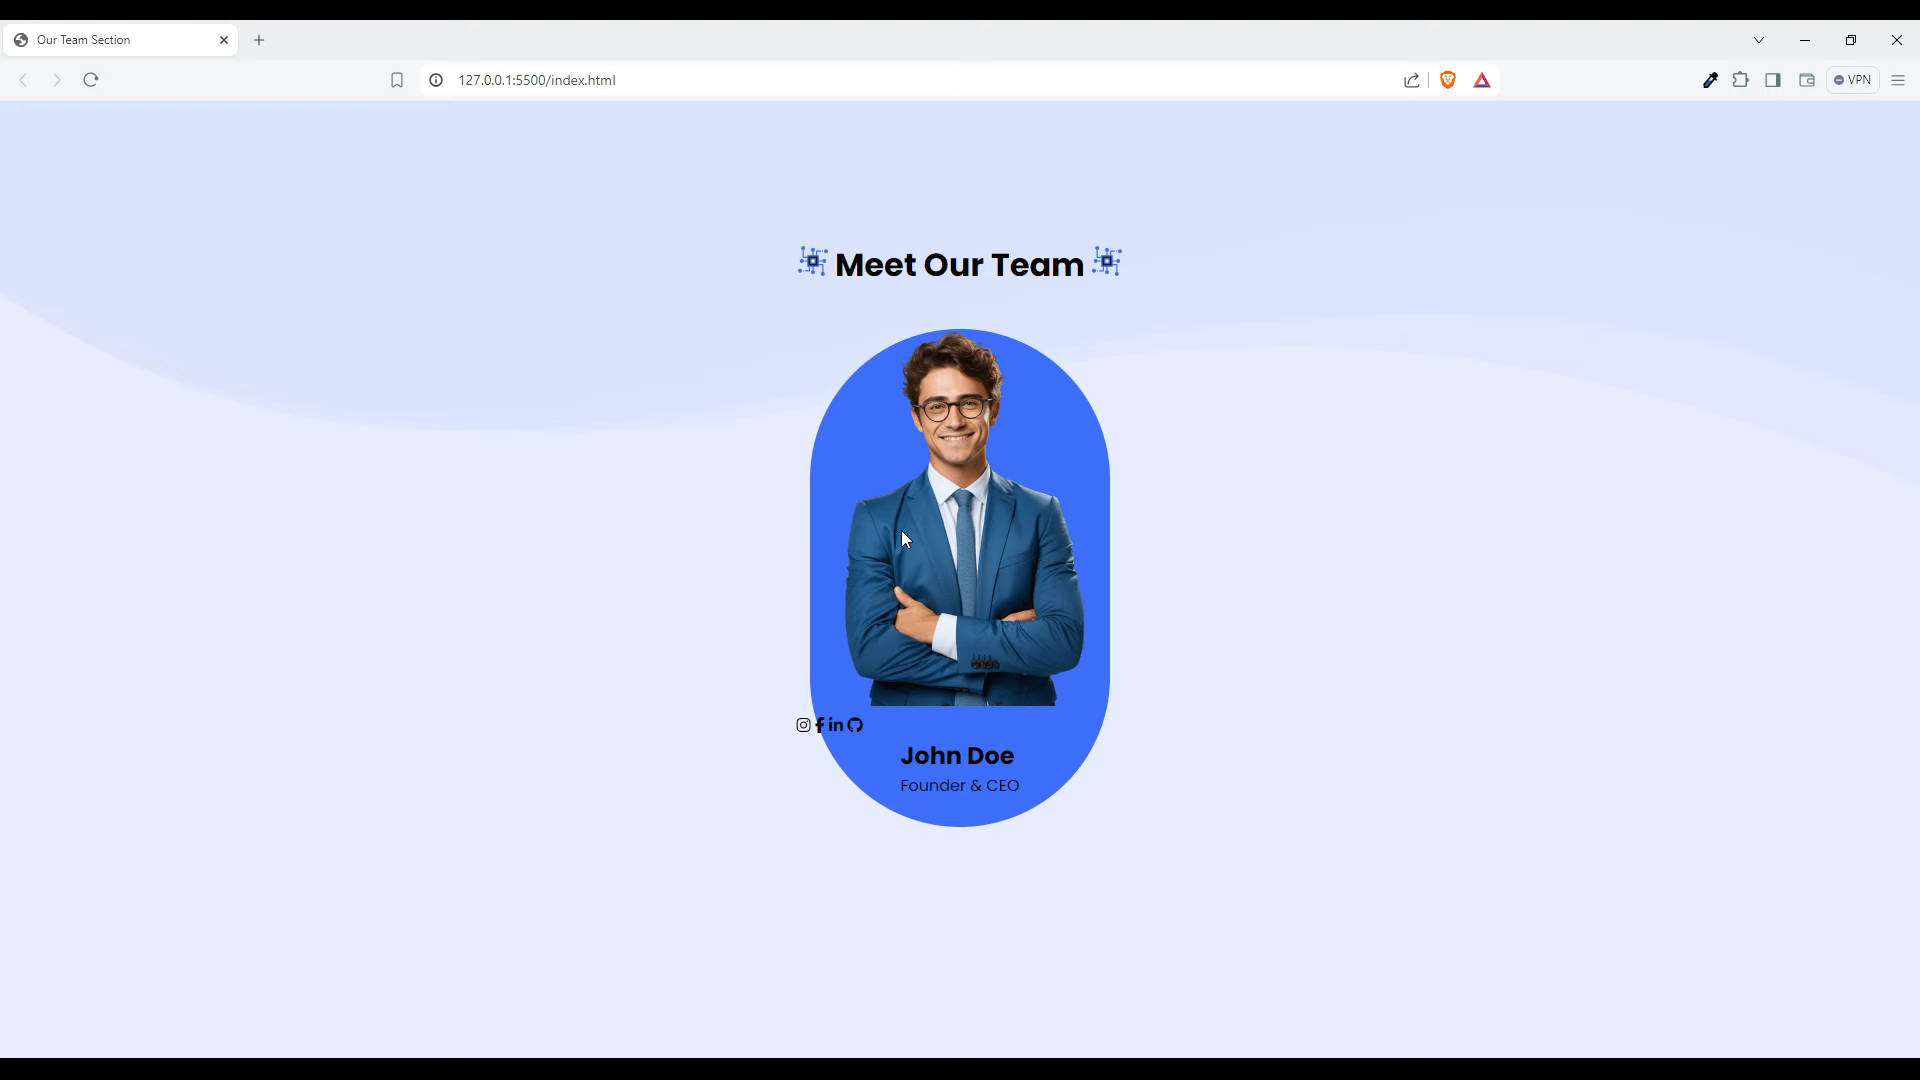 Our Team Section
127.0.0.1:5500/index.html
VPN
Meet Our Team
John Doe
Founder & CEO